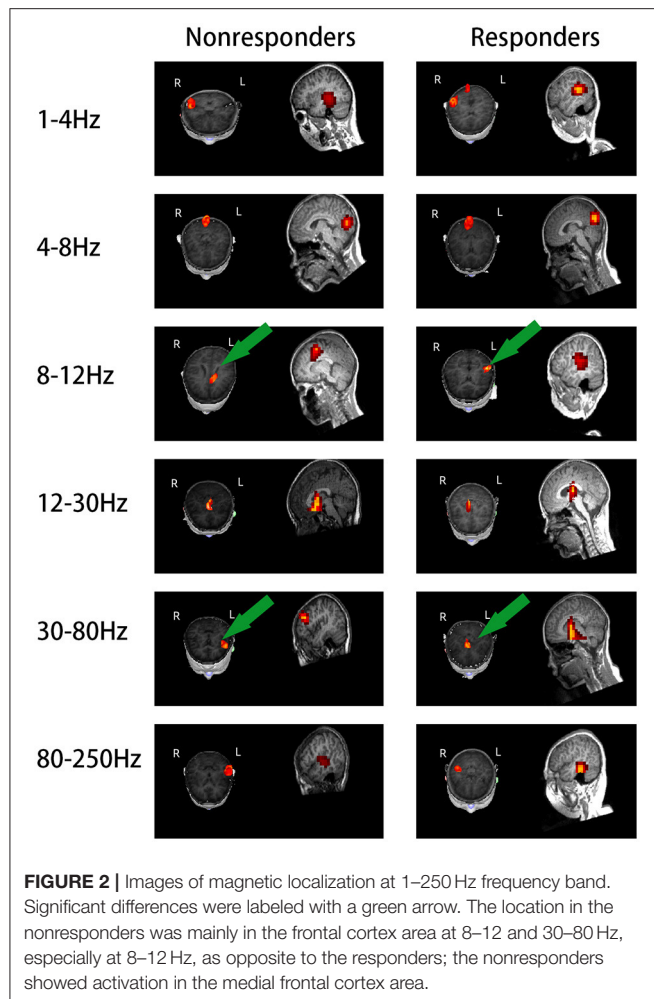 Nonresponders Responders
R L R L
1-4Hz
R L R L
4-8Hz
R L R L
8-12Hz
R L R L
12-30Hz
R L R L
30-80Hz
R L R L
80-250Hz
FIGURE 2 | Images of magnetic localization at 1–250 Hz frequency band.
Significant differences were labeled with a green arrow. The location in the
nonresponders was mainly in the frontal cortex area at 8–12 and 30–80 Hz,
especially at 8–12 Hz, as opposite to the responders; the nonresponders
showed activation in the medial frontal cortex area.